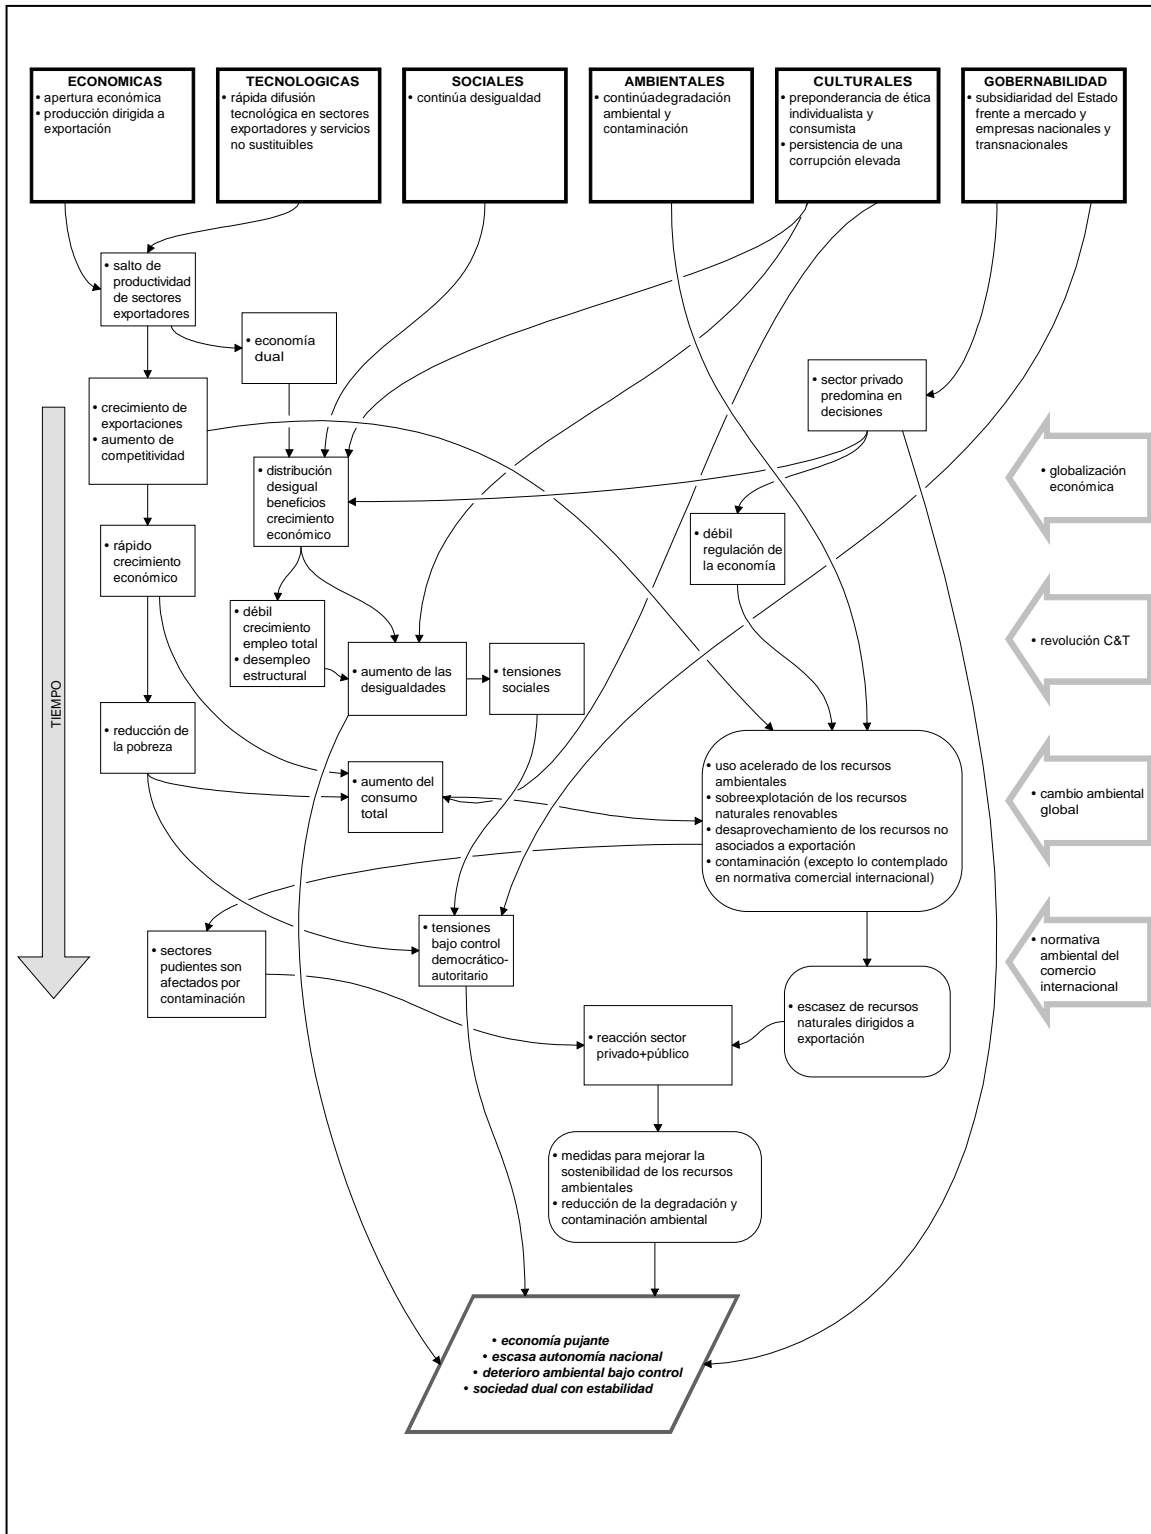 ECONOMICAS
• apertura económica
• producción dirigida a
exportación
TECNOLOGICAS
• rápida difusión
tecnológica en sectores
exportadores y servicios
no sustituibles
SOCIALES
• continúa desigualdad
AMBIENTALES
• continúadegradación
ambiental y
contaminación
CULTURALES
• preponderancia de ética
individualista y
consumista
• persistencia de una
corrupción elevada
GOBERNABILIDAD
• subsidiaridad del Estado
frente a mercado y
empresas nacionales y
transnacionales
• salto de
productividad
de sectores
exportadores
• economía
dual
• sector privado
predomina en
decisiones
• crecimiento de
exportaciones
• aumento de
competitividad
• distribución
desigual
beneficios
crecimiento
económico
• globalización
económica
• rápido
crecimiento
económico
• débil
regulación de
la economía
• débil
crecimiento
empleo total
• desempleo
estructural
• aumento de las
desigualdades
• tensiones
sociales
• revolución C&T
TIEMPO
• reducción de
la pobreza
• aumento del
consumo
total
• uso acelerado de los recursos
ambientales
• sobreexplotación de los recursos
naturales renovables
• desaprovechamiento de los recursos no
asociados a exportación
• contaminación (excepto lo contemplado
en normativa comercial internacional)
• cambio ambiental
global
• sectores
pudientes son
afectados por
contaminación
• tensiones
bajo control
democrático-
autoritario
• normativa
ambiental del
comercio
internacional
• escasez de recursos
naturales dirigidos a
exportación
• reacción sector
privado+público
• medidas para mejorar la
sostenibilidad de los recursos
ambientales
• reducción de la degradación y
contaminación ambiental
• economía pujante
• escasa autonomía nacional
• deterioro ambiental bajo control
• sociedad dual con estabilidad